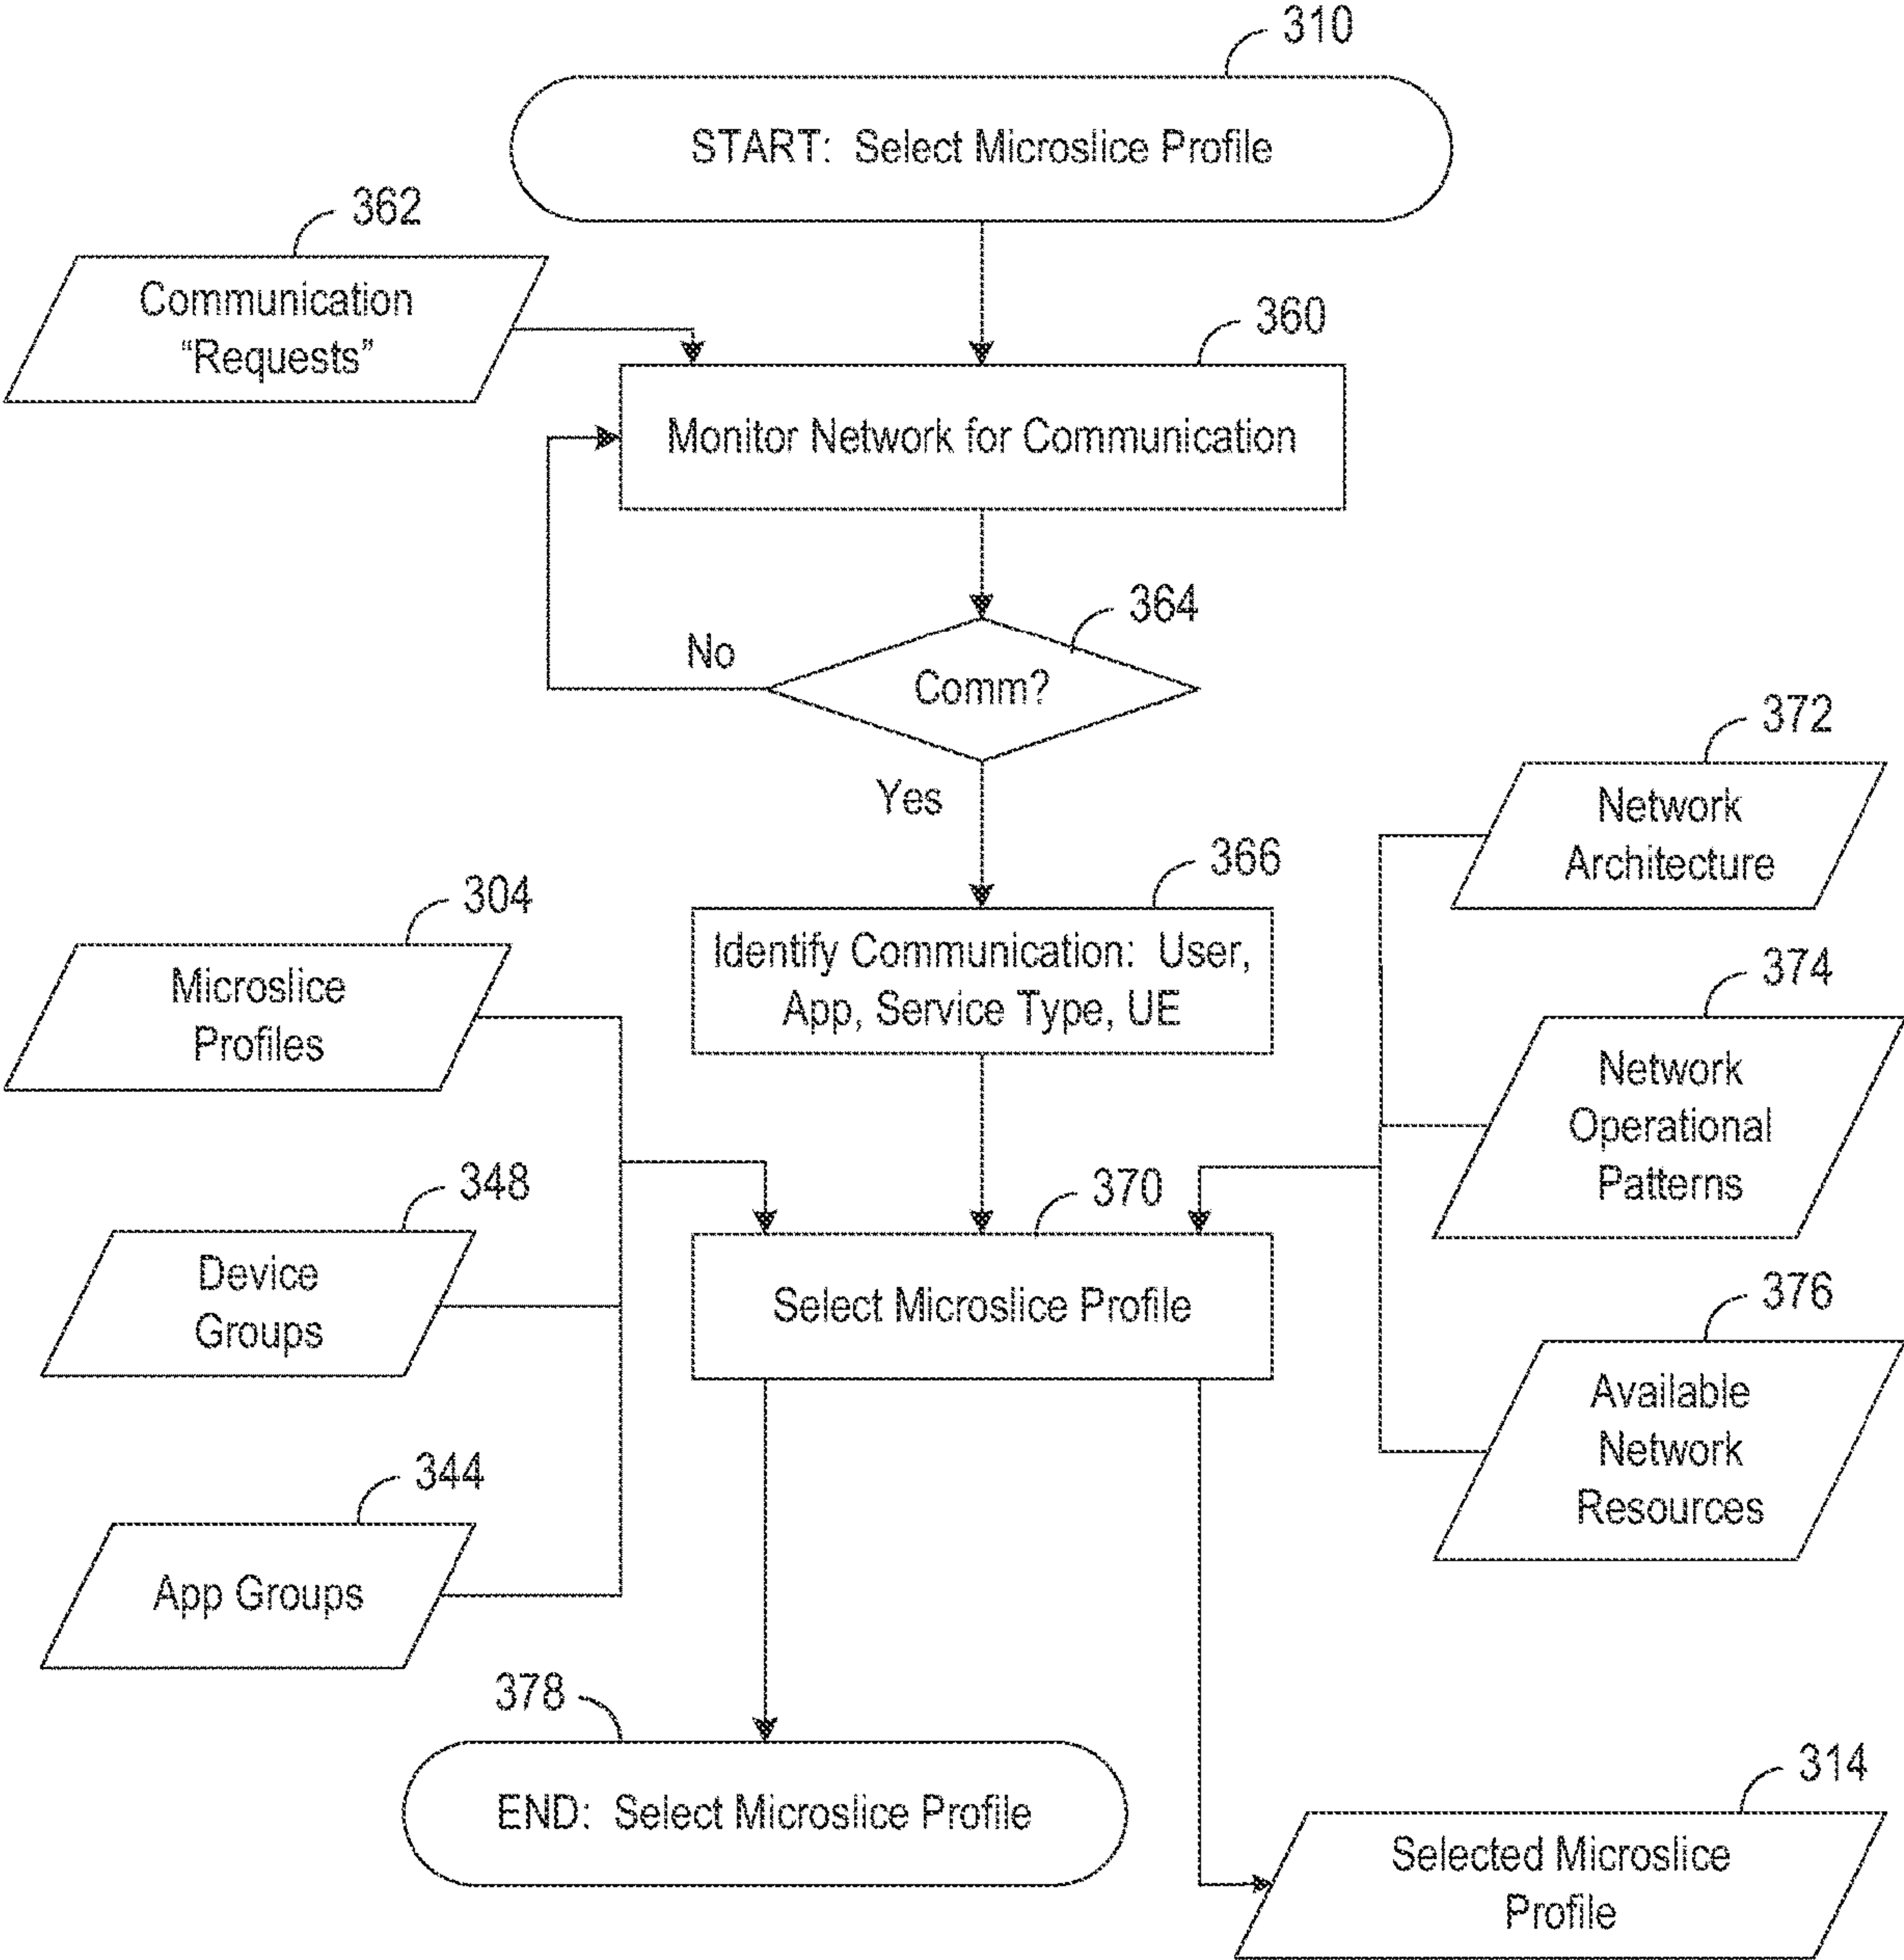 310
START: Select Microslice Profile
362
Communication
“Requests”
360
Monitor Network for Communication
364
No
Comm?
Yes
372
Network
Architecture
366
Identify Communication: User,
App, Service Type, UE
304
Microslice
Profiles
374
Network
Operational
Patterns
348
Device
Groups
370
Select Microslice Profile
376
Available
Network
Resources
344
App Groups
378
END: Select Microslice Profile
314
Selected Microslice
Profile